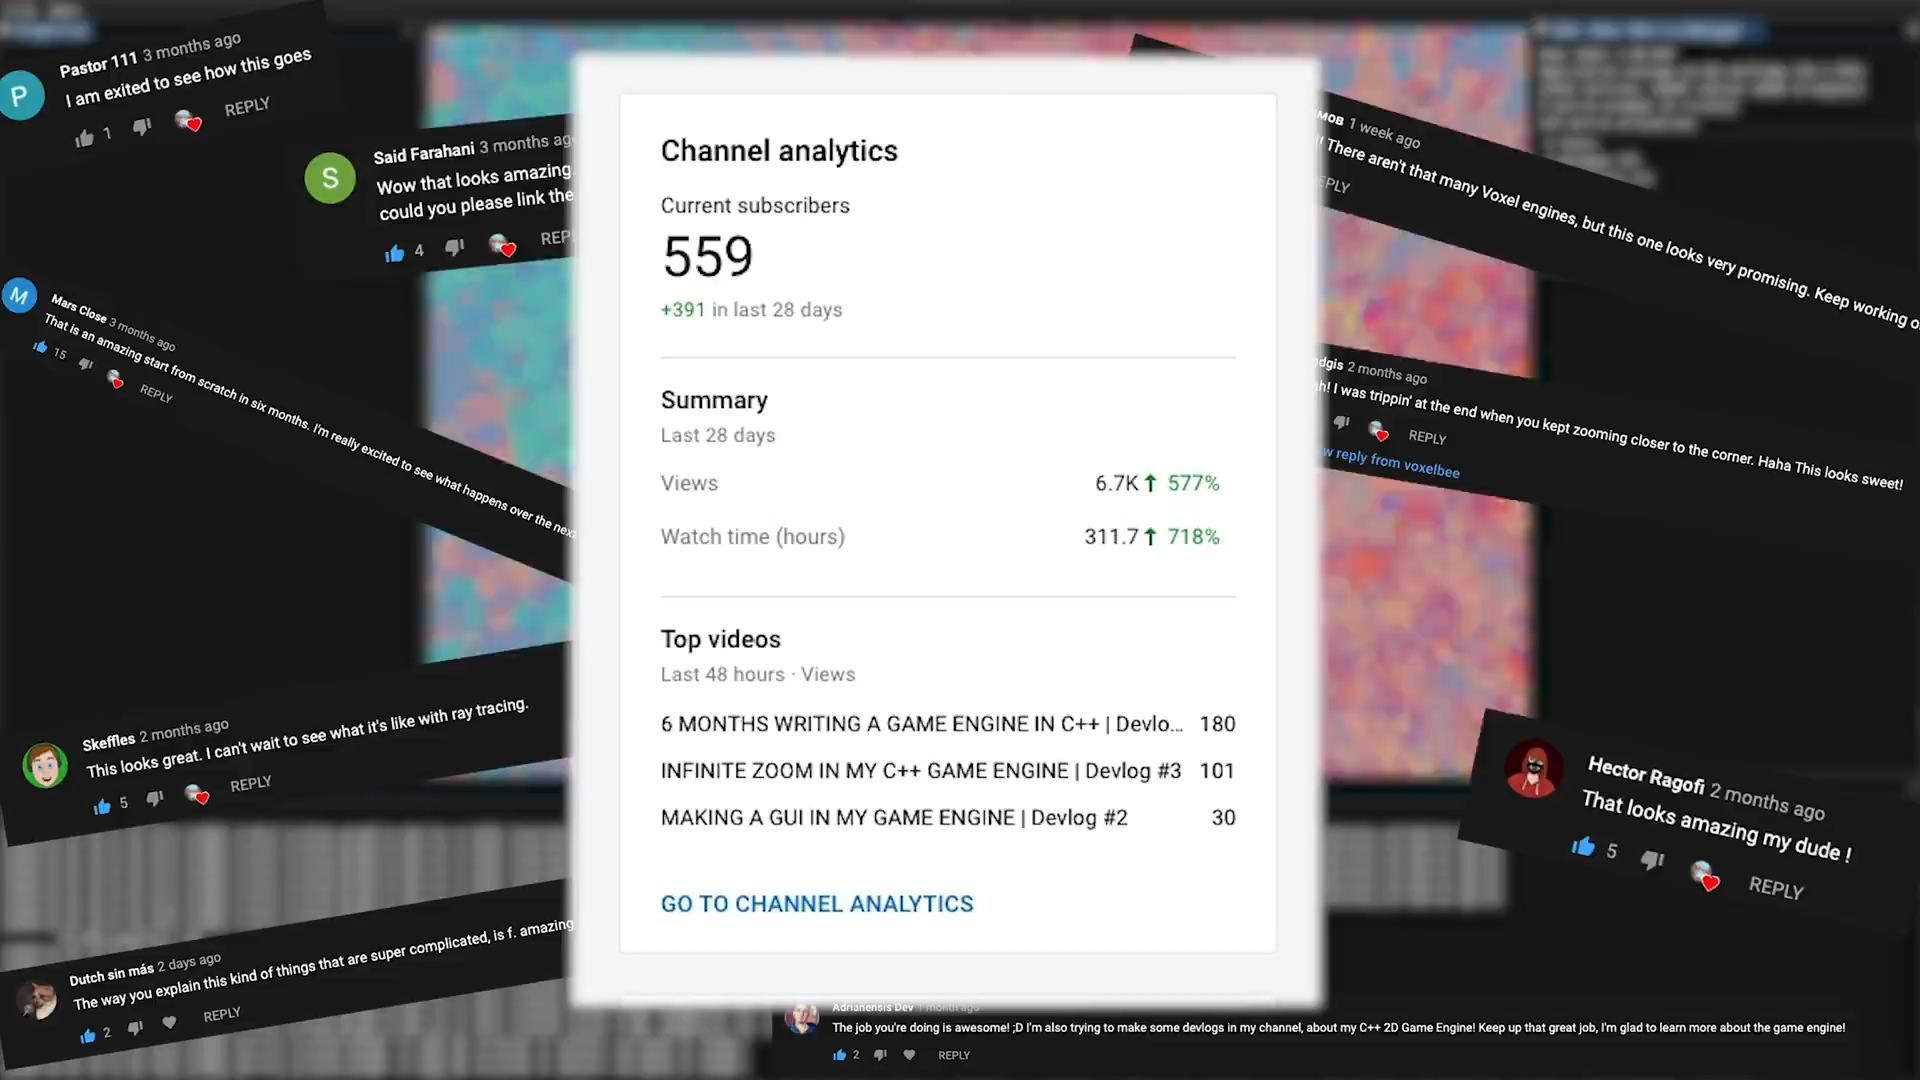 Pastor 111 3 months ago
I am exited to see how this goes
P
1
REPLY
Said Farahani 3 months ago
S
Wow that looks amazing.
could you please link the
4
REPL
M
Mars Close 3 months ago
That is an amazing start from scratch in six months. I'm really excited to see what happens over the next
15
REPLY
Skeffles 2 months ago
This looks great. I can't wait to see what it's like with ray tracing.
5
REPLY
Dutch sin más 2 days ago
The way you explain this kind of things that are super complicated, is f. amazing
2
REPLY
Channel analytics
Current subscribers
559
+391 in last 28 days
Summary
Last 28 days
Views 6.7K 577%
Watch time (hours) 311.7 718%
Top videos
Last 48 hours · Views
6 MONTHS WRITING A GAME ENGINE IN C++ | Devlo... 180
INFINITE ZOOM IN MY C++ GAME ENGINE | Devlog #3 101
MAKING A GUI IN MY GAME ENGINE | Devlog #2 30
GO TO CHANNEL ANALYTICS
1 week ago
There aren't that many Voxel engines, but this one looks very promising. Keep working
EPLY
dgis 2 months ago
h! I was trippin' at the end when you kept zooming closer to the corner. Haha This looks sweet!
REPLY
w reply from voxelbee
Hector Ragofi 2 months ago
That looks amazing my dude !
5
REPLY
Adrianensis Dev 1 month ago
The job you're doing is awesome! ;D I'm also trying to make some devlogs in my channel, about my C++ 2D Game Engine! Keep up that great job, I'm glad to learn more about the game engine!
2
REPLY